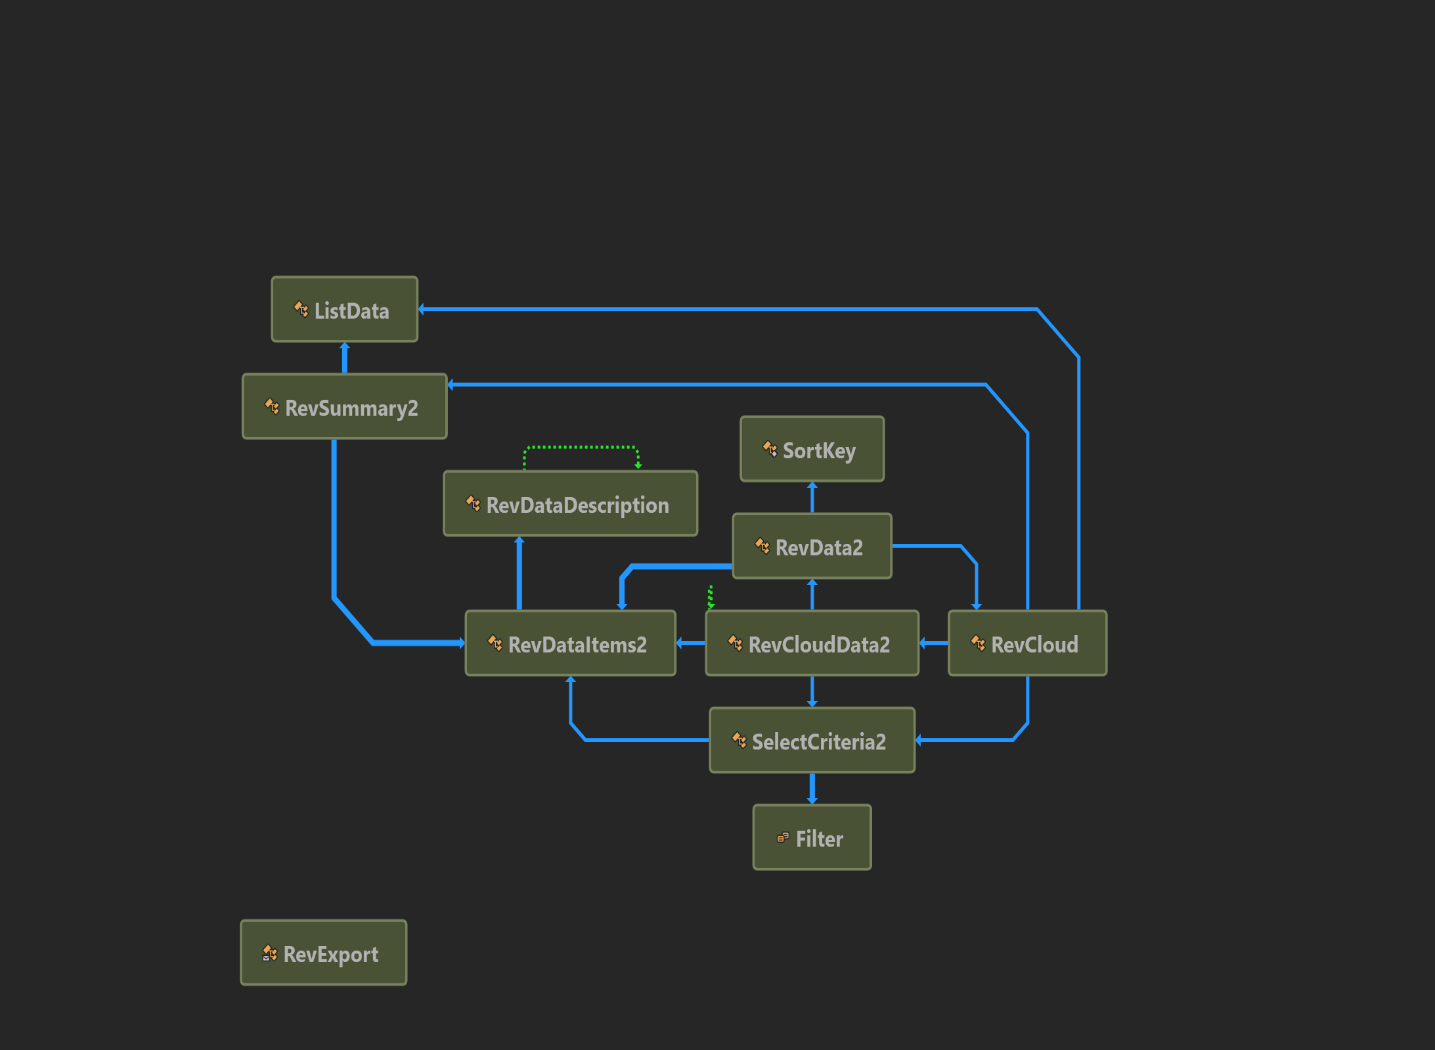 ListData
RevSummary2
SortKey
RevDataDescription
RevData2
RevDataItems2
RevCloudData2
RevCloud
SelectCriteria2
Filter
RevExport